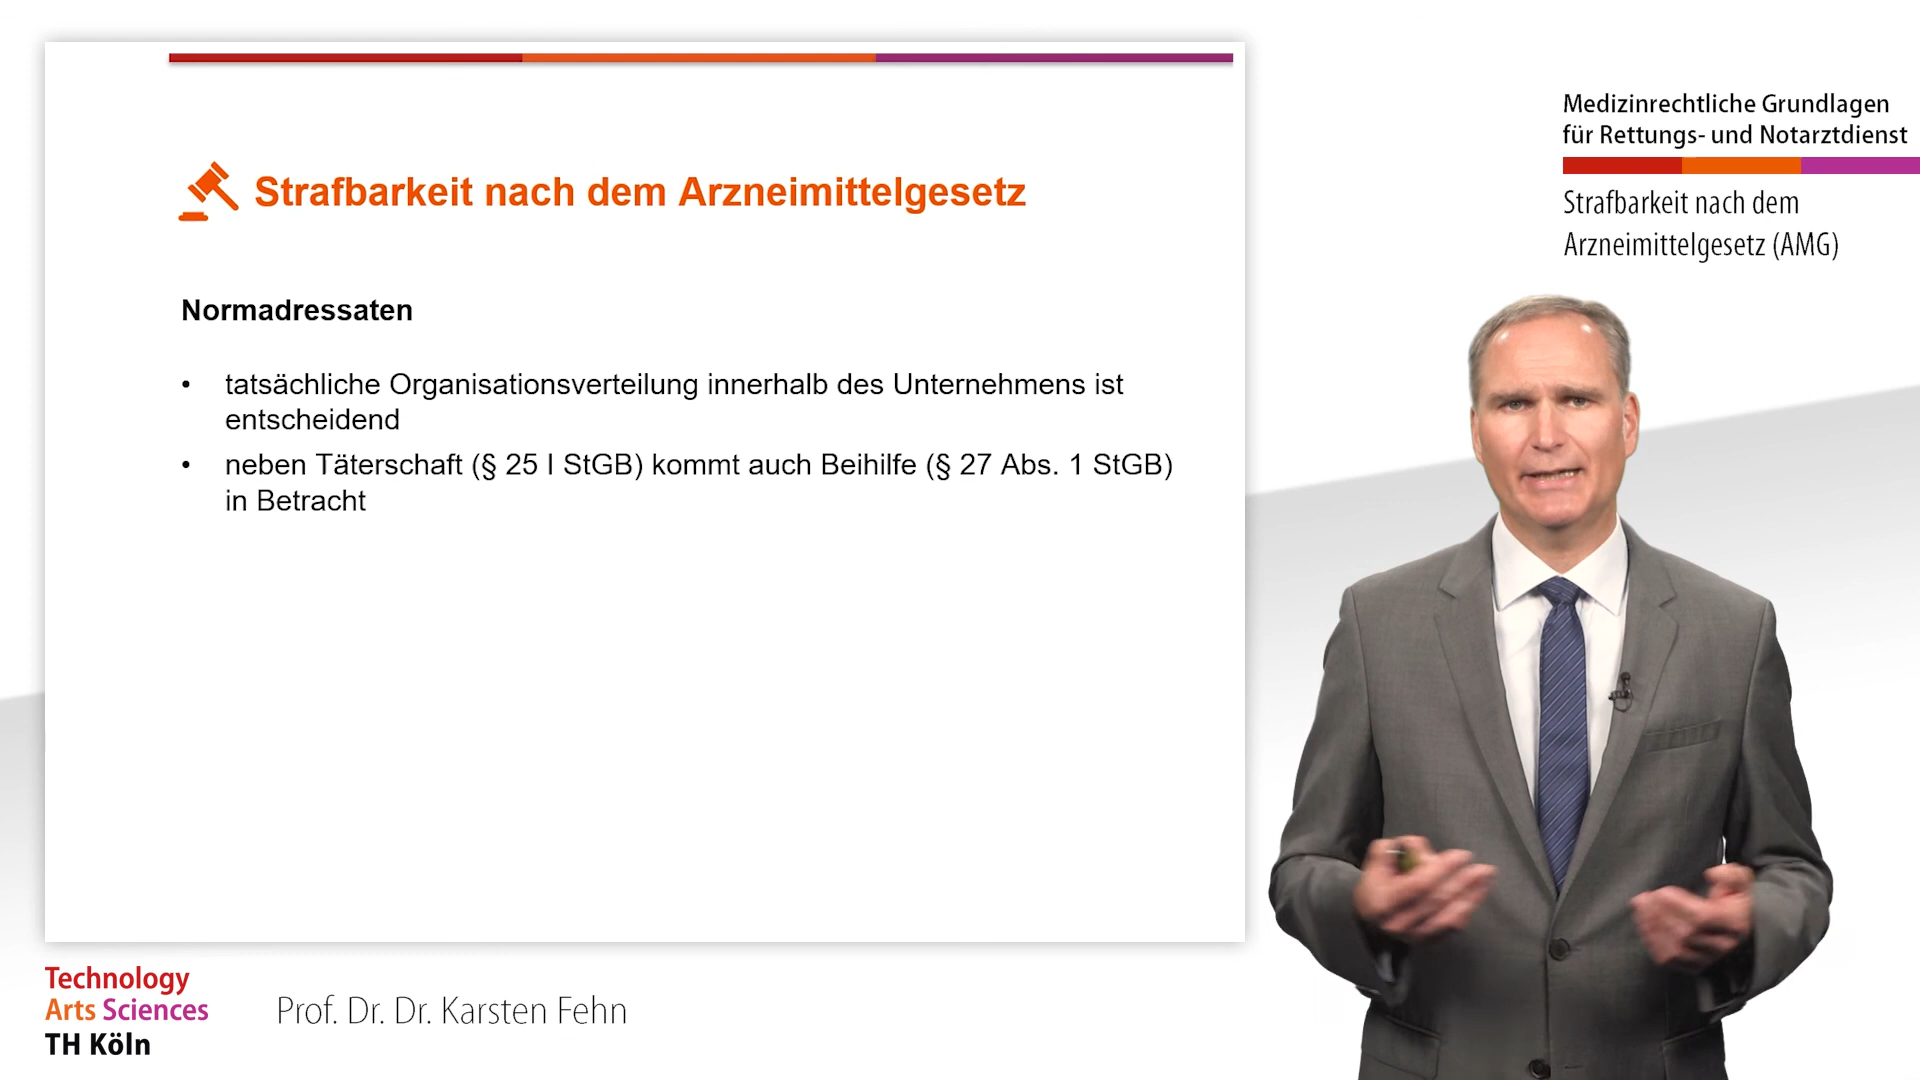 Strafbarkeit nach dem Arzneimittelgesetz
Normadressaten
• tatsächliche Organisationsverteilung innerhalb des Unternehmens ist
entscheidend
• neben Täterschaft (§ 25 I StGB) kommt auch Beihilfe (§ 27 Abs. 1 StGB)
in Betracht
Medizinrechtliche Grundlagen
für Rettungs- und Notarztdienst
Strafbarkeit nach dem
Arzneimittelgesetz (AMG)
Technology
Arts Sciences
TH Köln
Prof. Dr. Dr. Karsten Fehn